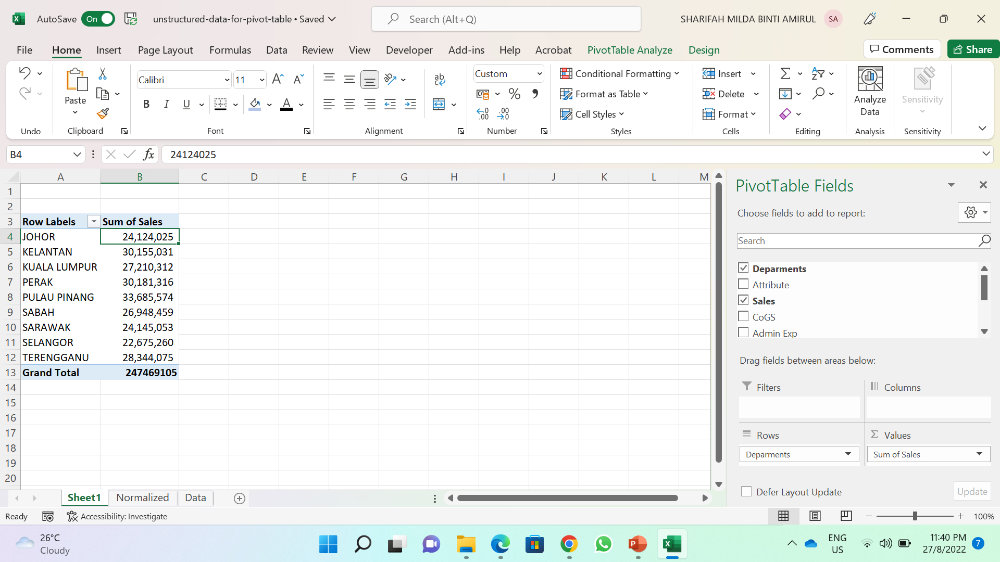 AutoSave On unstructured-data-for-pivot-table • Saved Search (Alt+Q) SHARIFAH MILDA BINTI AMIRUL SA
File Home Insert Page Layout Formulas Data Review View Developer Add-ins Help Acrobat PivotTable Analyze Design Comments Share
Paste
Calibri 11
B I U A
ab
Custom
% 9
Conditional Formatting
Format as Table
Cell Styles
Insert
Delete
Format
Analyze
Data
Sensitivity
Undo Clipboard Font Alignment Number Styles Cells Editing Analysis Sensitivity
B4 fx 24124025
A B C D E F G H I J K L M
1
2
3 Row Labels Sum of Sales
4 JOHOR 24,124,025
5 KELANTAN 30,155,031
6 KUALA LUMPUR 27,210,312
7 PERAK 30,181,316
8 PULAU PINANG 33,685,574
9 SABAH 26,948,459
10 SARAWAK 24,145,053
11 SELANGOR 22,675,260
12 TERENGGANU 28,344,075
13 Grand Total 247469105
14
15
16
17
18
19
20
PivotTable Fields
Choose fields to add to report:
Search
Deparments
Attribute
Sales
CoGS
Admin Exp
Drag fields between areas below:
Filters Columns
Rows Σ Values
Deparments Sum of Sales
Defer Layout Update Update
Sheet1 Normalized Data
Ready Accessibility: Investigate 100%
26°C
Cloudy
ENG
US
11:40 PM
27/8/2022
7